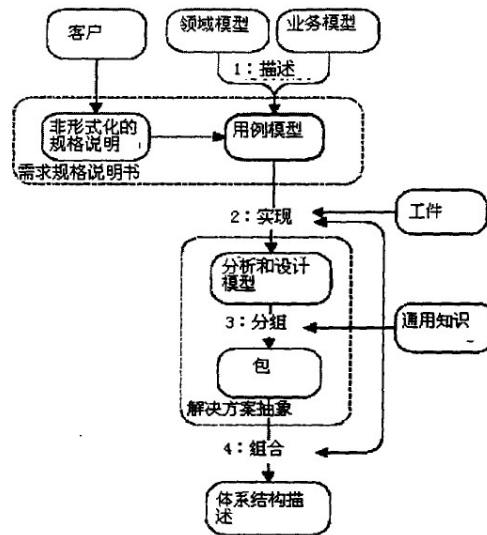 客户
领域模型
业务模型
1：描述
非形式化的
规格说明
用例模型
需求规格说明书
2：实现
工件
分析和设计
模型
3：分组
通用知识
包
解决方案抽象
4：组合
体系结构描
述